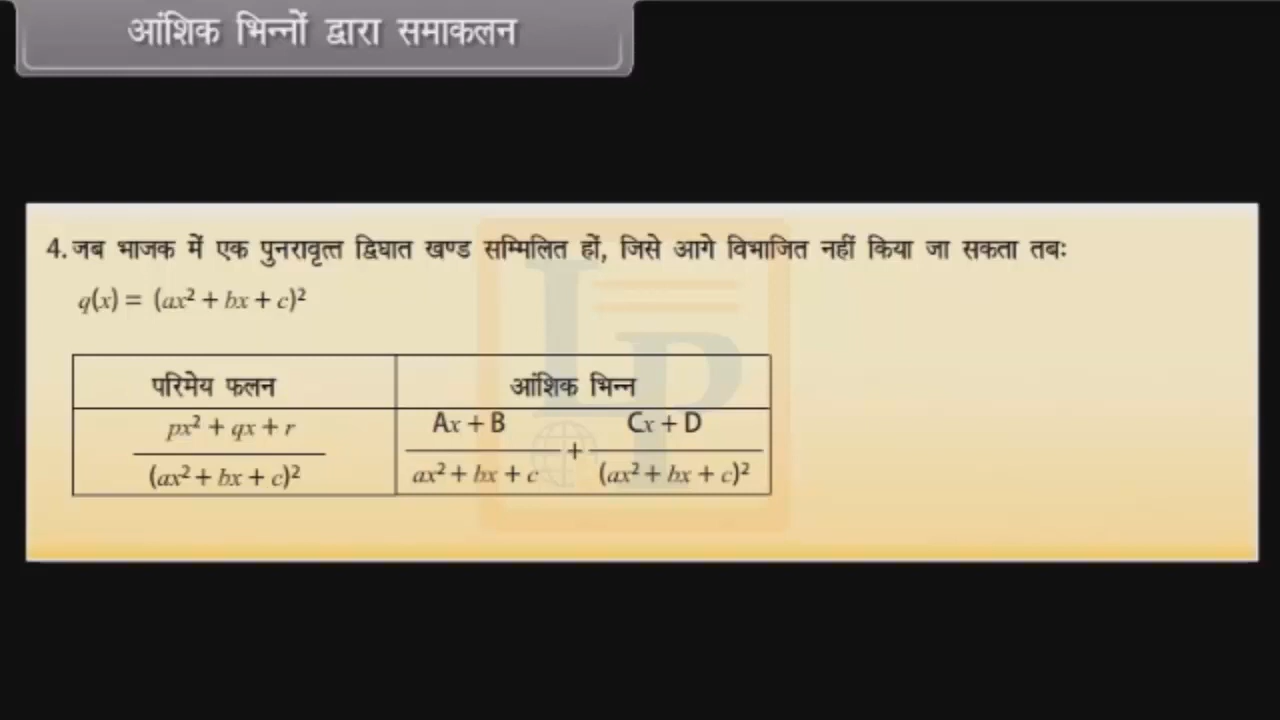 आंशिक भिन्नों द्वारा समाकलन
4. जब भाजक में एक पुनरावृत्त द्विघात खण्ड सम्मिलित हों, जिसे आगे विभाजित नहीं किया जा सकता तबः
q(x) = (ax² + bx + c)²
परिमेय फलन आंशिक भिन्न
px² + qx + r Ax + B Cx + D
+
(ax² + bx + c)² ax² + bx + c (ax² + bx + c)²
LP